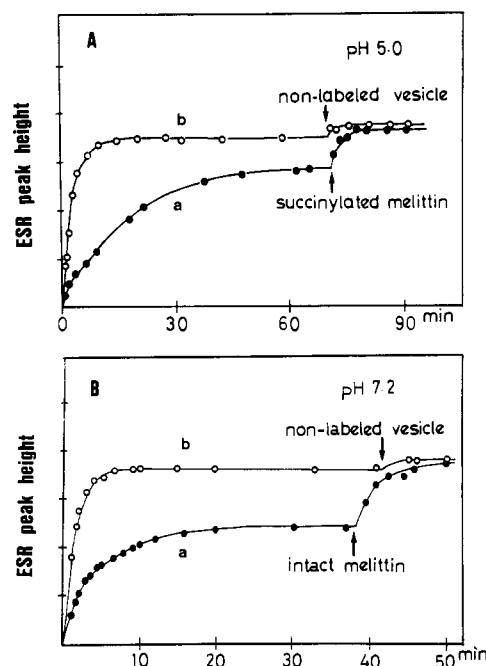 A
pH 5.0
non-labeled vesicle
b
a
succinylated melittin
ESR peak height
0 30 60 90 min
B
pH 7.2
non-labeled vesicle
b
a
intact melittin
ESR peak height
10 20 30 40 50 min